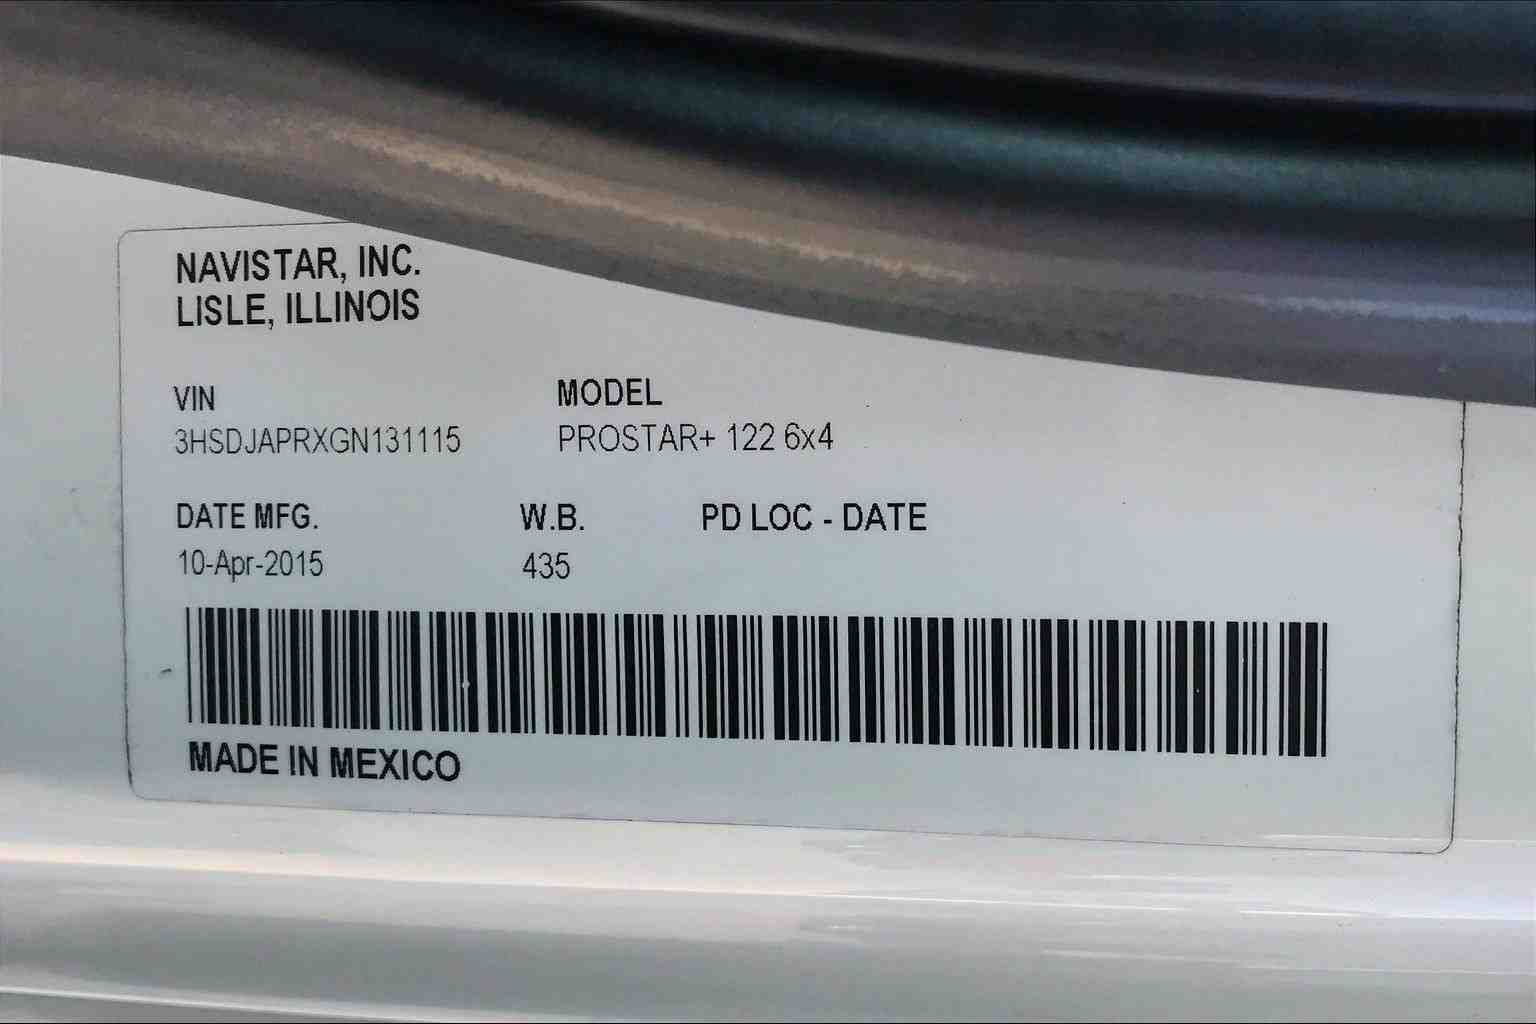 NAVISTAR, INC.
LISLE, ILLINOIS
VIN MODEL
3HSDJAPRXGN131115 PROSTAR+ 122 6x4
DATE MFG. W.B. PD LOC - DATE
10-Apr-2015 435
MADE IN MEXICO